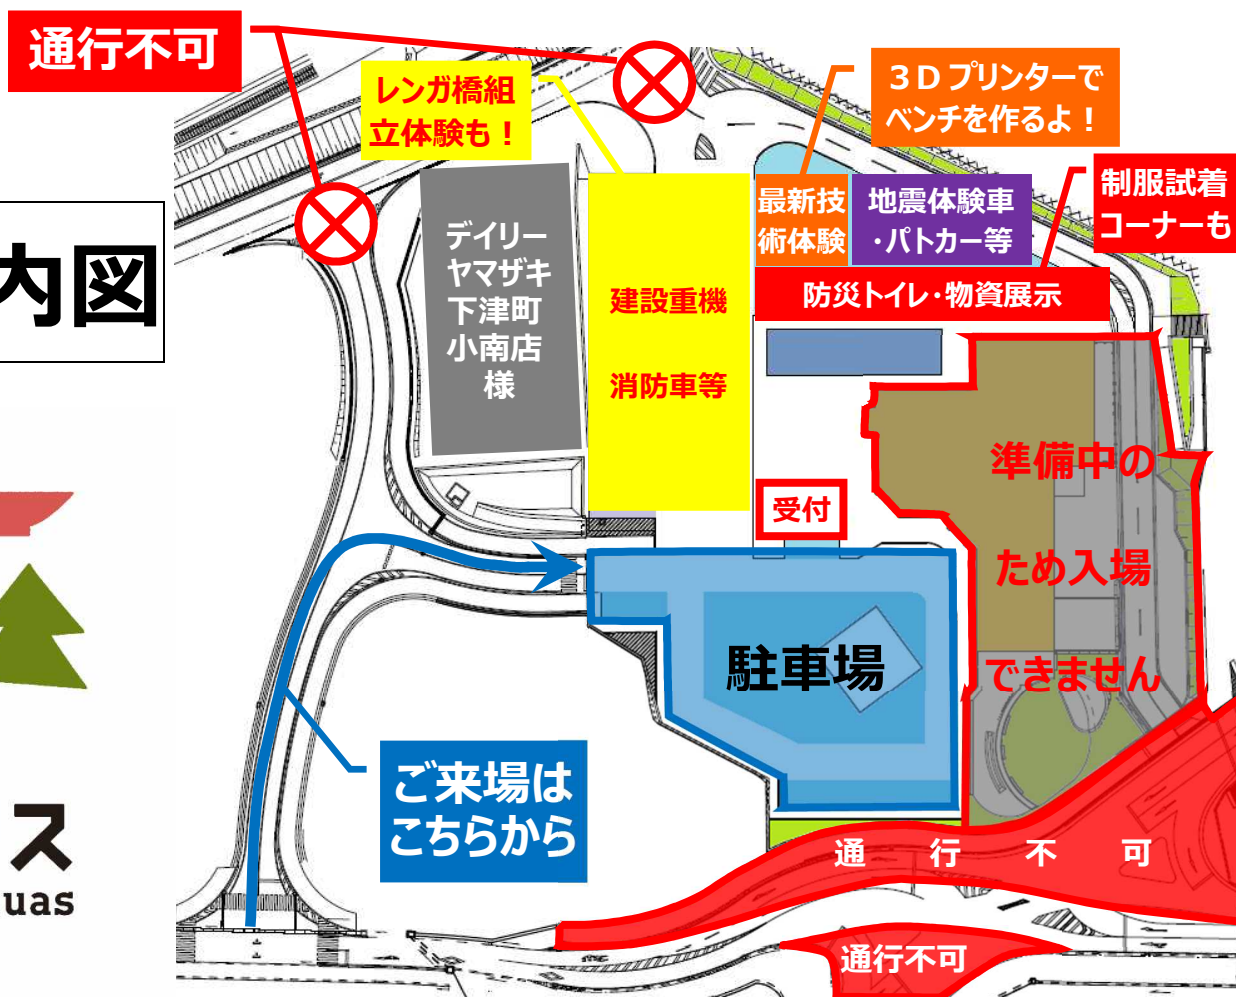 通行不可
レンガ橋組
立体験も！
３Ｄプリンターで
ベンチを作るよ！
制服試着
コーナーも
最新技
術体験
地震体験車
・パトカー等
防災トイレ・物資展示
内図
デイリー
ヤマザキ
下津町
小南店
様
建設重機
消防車等
受付
準備中の
ため入場
できません
駐車場
ご来場は
こちらから
ス
uas
通行不可
通行不可